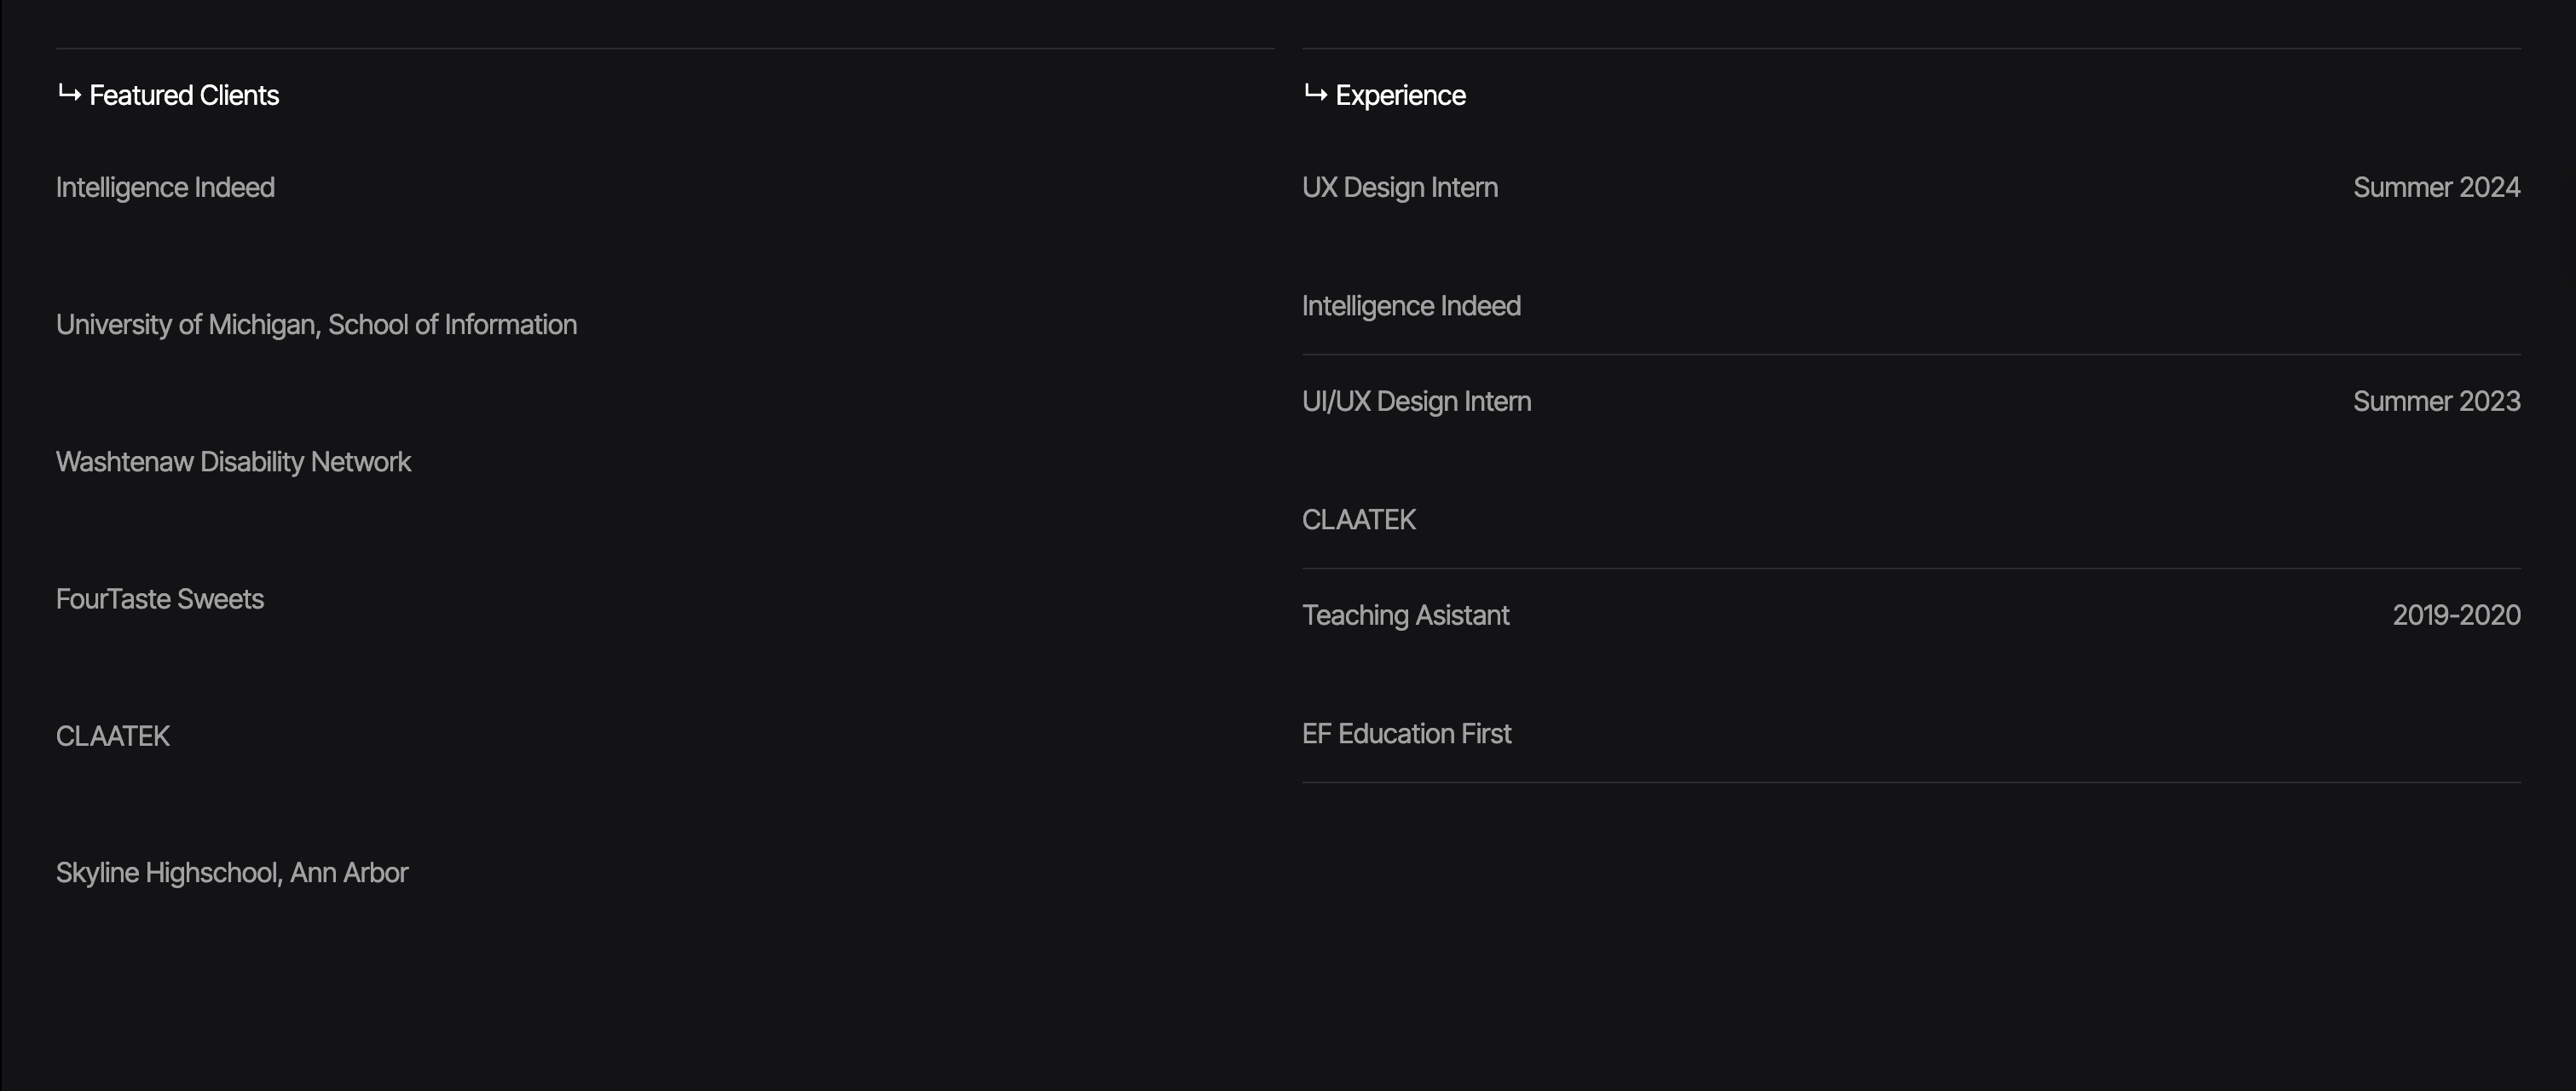 ↳ Featured Clients
Intelligence Indeed
University of Michigan, School of Information
Washtenaw Disability Network
FourTaste Sweets
CLAATEK
Skyline Highschool, Ann Arbor
↳ Experience
UX Design Intern Summer 2024
Intelligence Indeed
UI/UX Design Intern Summer 2023
CLAATEK
Teaching Asistant 2019-2020
EF Education First